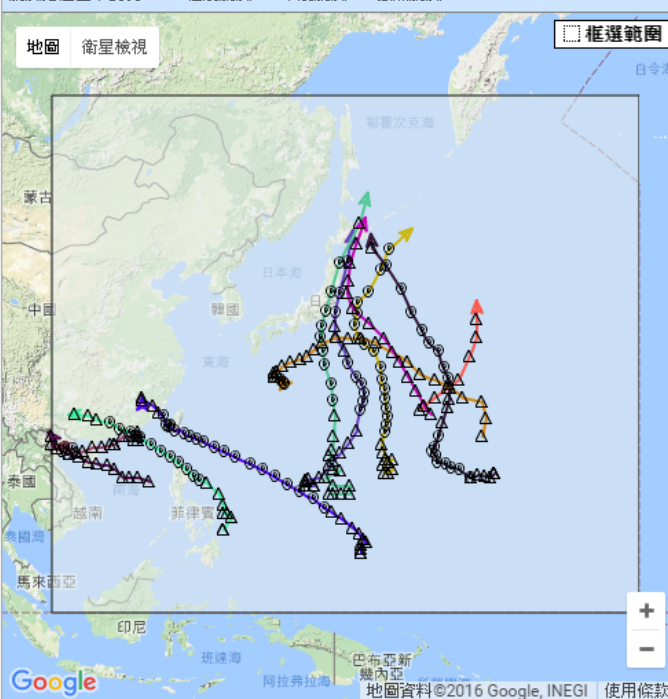 地圖 衛星檢視
框選範圍
白令海
鄂霍次克海
蒙古
日本海
中國
韓國
日
東海
泰國
南海
越南
菲律賓
泰國灣
馬來西亞
印尼
班達海
巴布亞新
幾內亞
阿拉弗拉海
Google
地圖資料©2016 Google, INEGI 使用條款